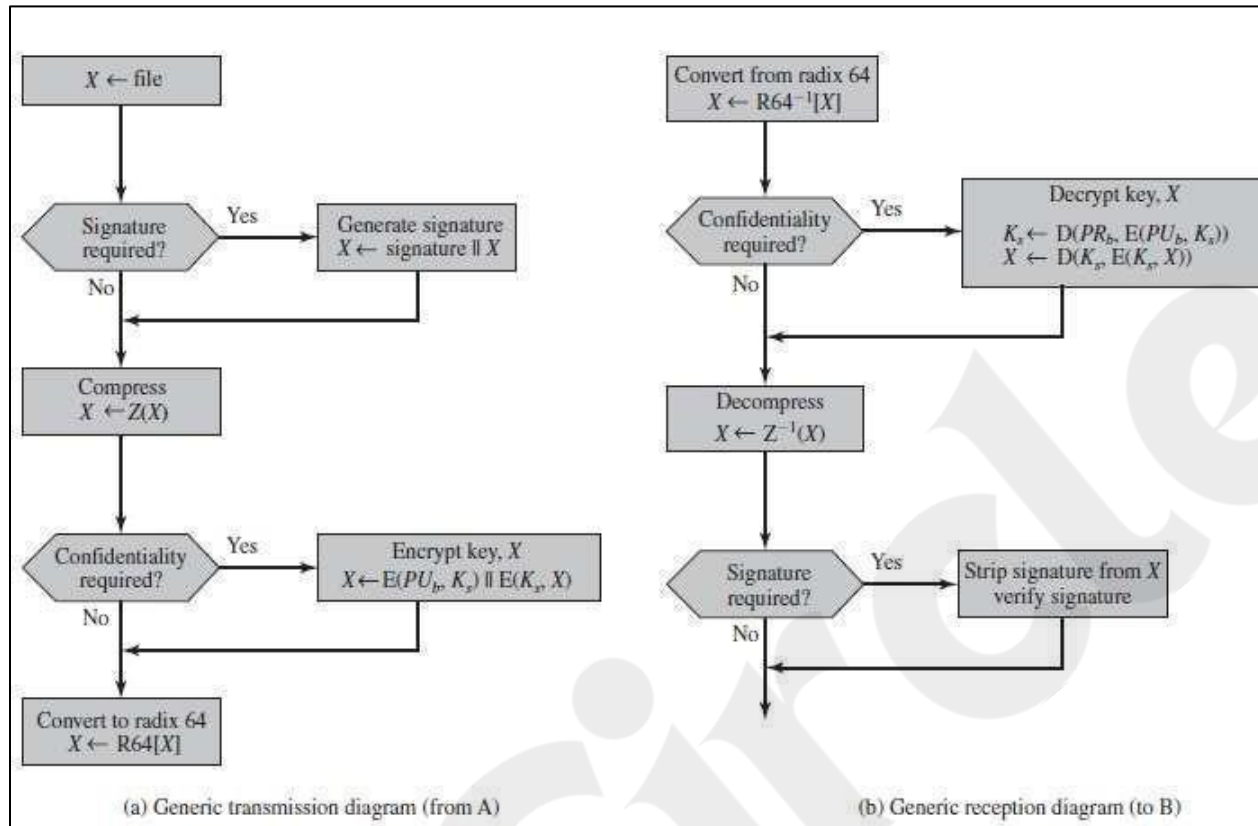 X ← file
Signature
required?
Yes
No
Generate signature
X ← signature || X
Compress
X ← Z(X)
Confidentiality
required?
Yes
No
Encrypt key, X
X ← E(PU_b, K_s) || E(K_s, X)
Convert to radix 64
X ← R64[X]
(a) Generic transmission diagram (from A)
Convert from radix 64
X ← R64⁻¹[X]
Confidentiality
required?
Yes
No
Decrypt key, X
K_s ← D(PR_b, E(PU_b, K_s))
X ← D(K_s, E(K_s, X))
Decompress
X ← Z⁻¹(X)
Signature
required?
Yes
No
Strip signature from X
verify signature
(b) Generic reception diagram (to B)